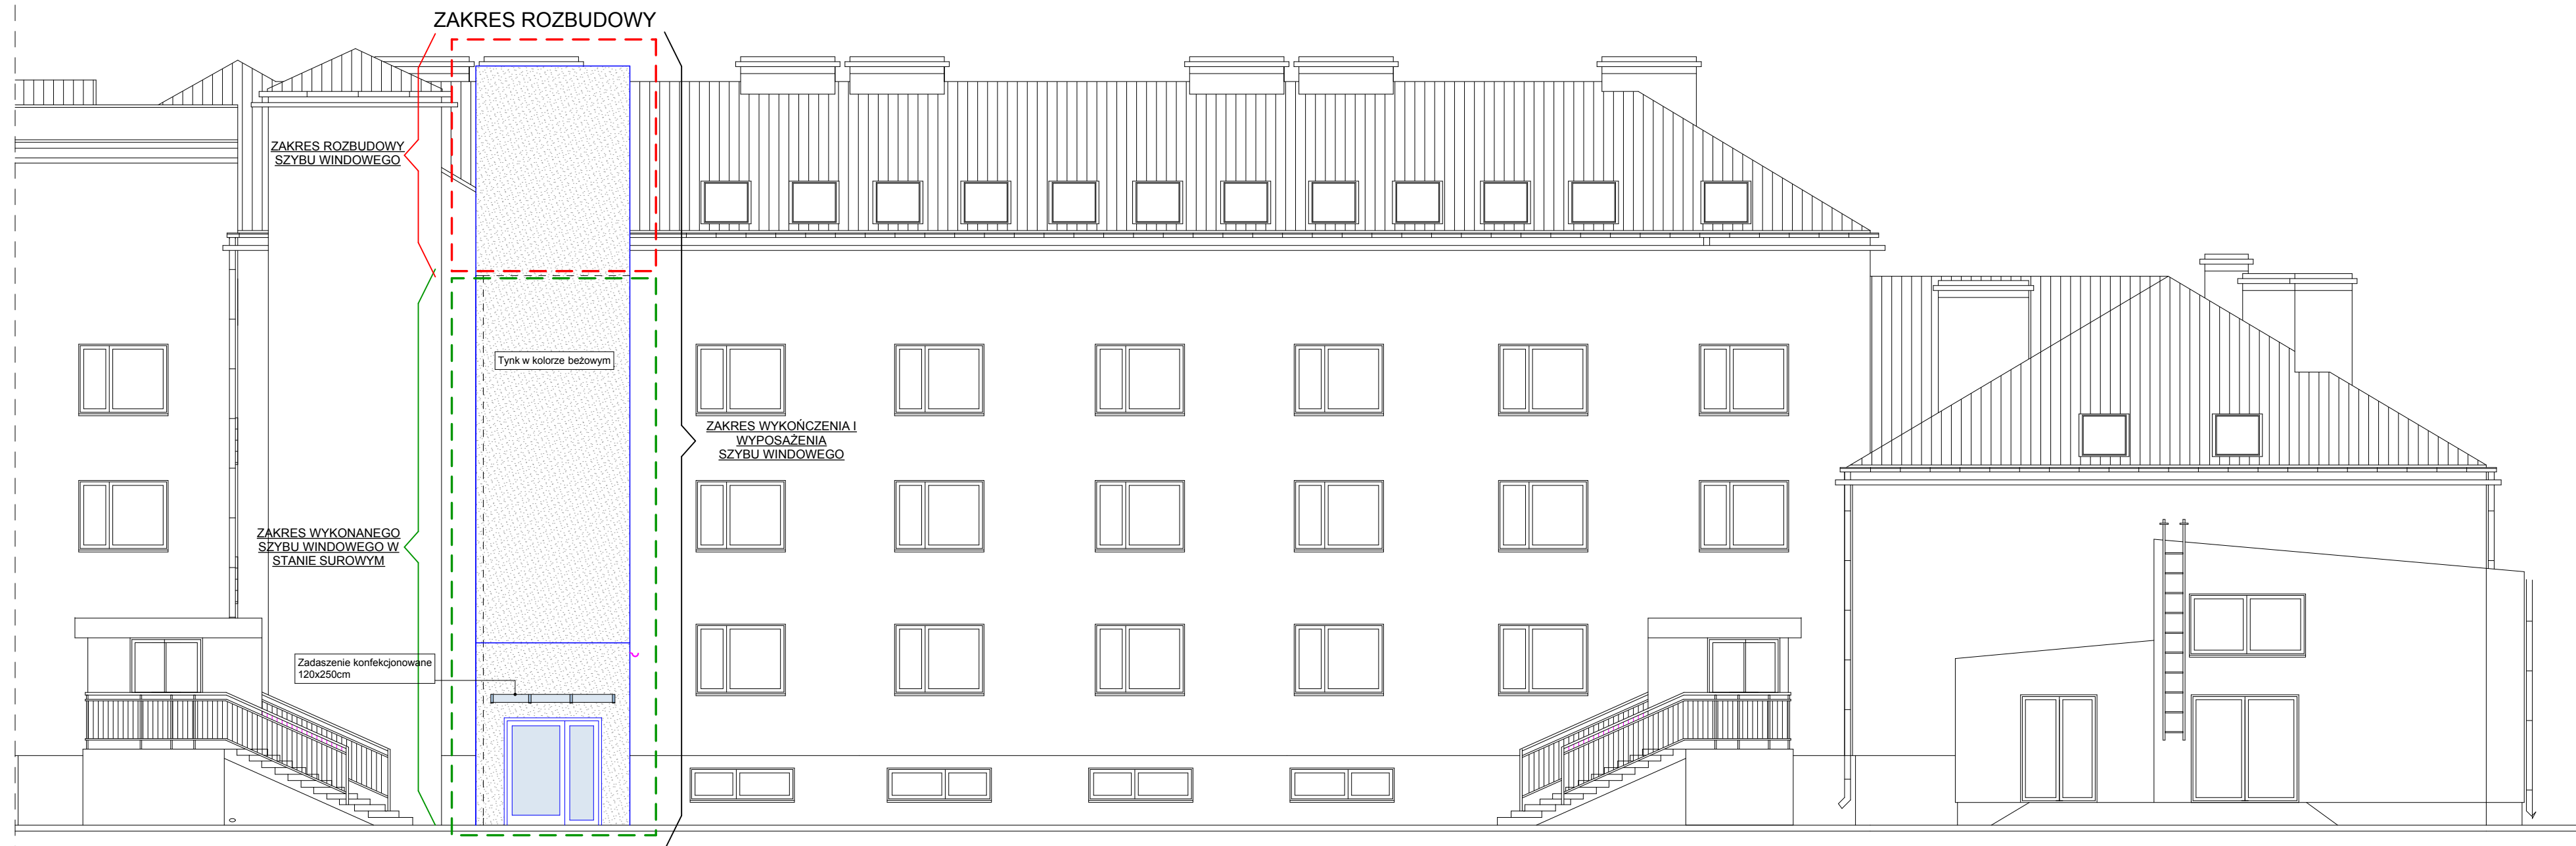 ZAKRES ROZBUDOWY
ZAKRES ROZBUDOWY
SZYBU WINDOWEGO
Tynk w kolorze beżowym
ZAKRES WYKOŃCZENIA I
WYPOSAŻENIA
SZYBU WINDOWEGO
ZAKRES WYKONANEGO
SZYBU WINDOWEGO W
STANIE SUROWYM
Zadaszenie konfekcjonowane
120x250cm